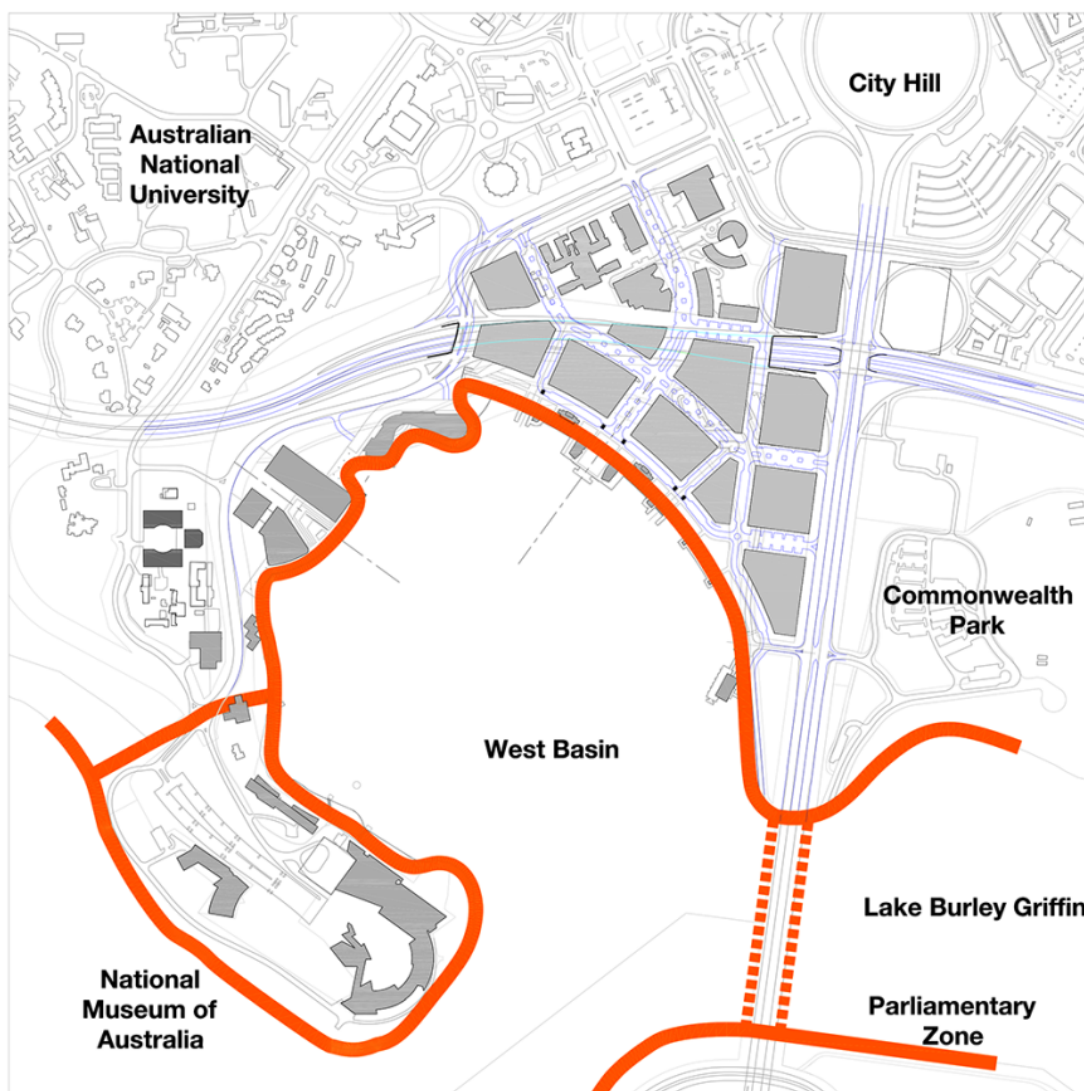 City Hill
Australian
National
University
Commonwealth
Park
West Basin
Lake Burley Griffin
National
Museum of
Australia
Parliamentary
Zone